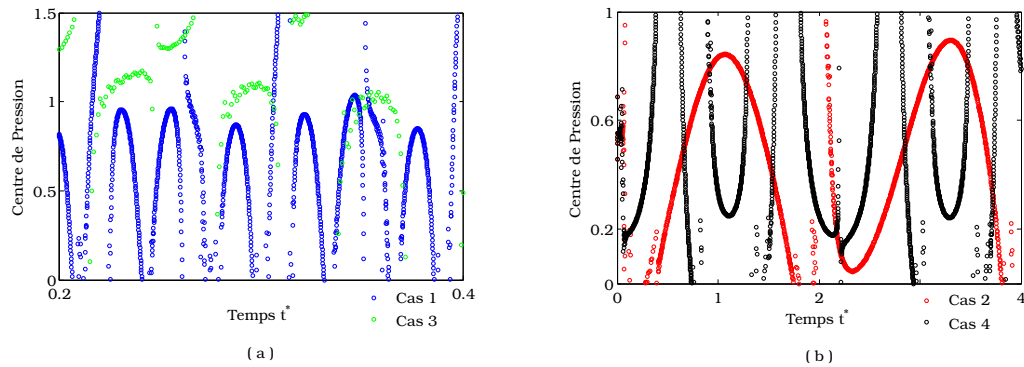 1.5
1
0.5
0
0.2
0.4
Centre de Pression
Temps t*
Cas 1
Cas 3
( a )
1
0.6
0.2
0
0
1
2
4
Centre de Pression
Temps t*
Cas 2
Cas 4
( b )